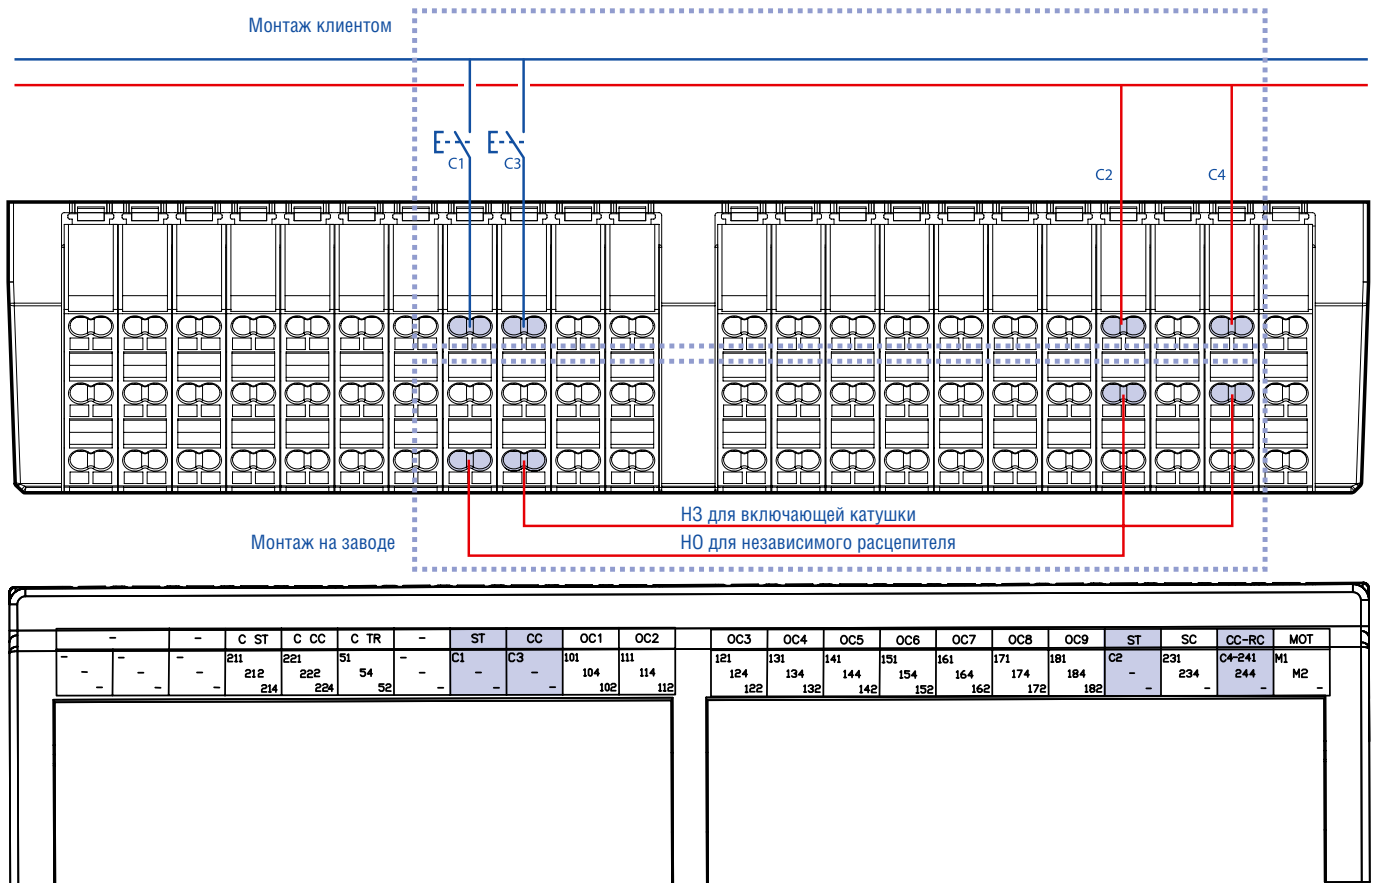 Монтаж клиентом
C1
C3
C2
C4
НЗ для включающей катушки
Монтаж на заводе
НО для независимого расцепителя
- - C ST C CC C TR - ST CC OC1 OC2 OC3 OC4 OC5 OC6 OC7 OC8 OC9 ST SC CC-RC MOT
- - - 211 221 51 - C1 C3 101 111 121 131 141 151 161 171 181 C2 231 C4-241 M1
- - - 212 222 54 - - - 104 114 124 134 144 154 164 174 184 - 234 244 M2
- - - 214 224 52 - - - 102 112 122 132 142 152 162 172 182 - - - -